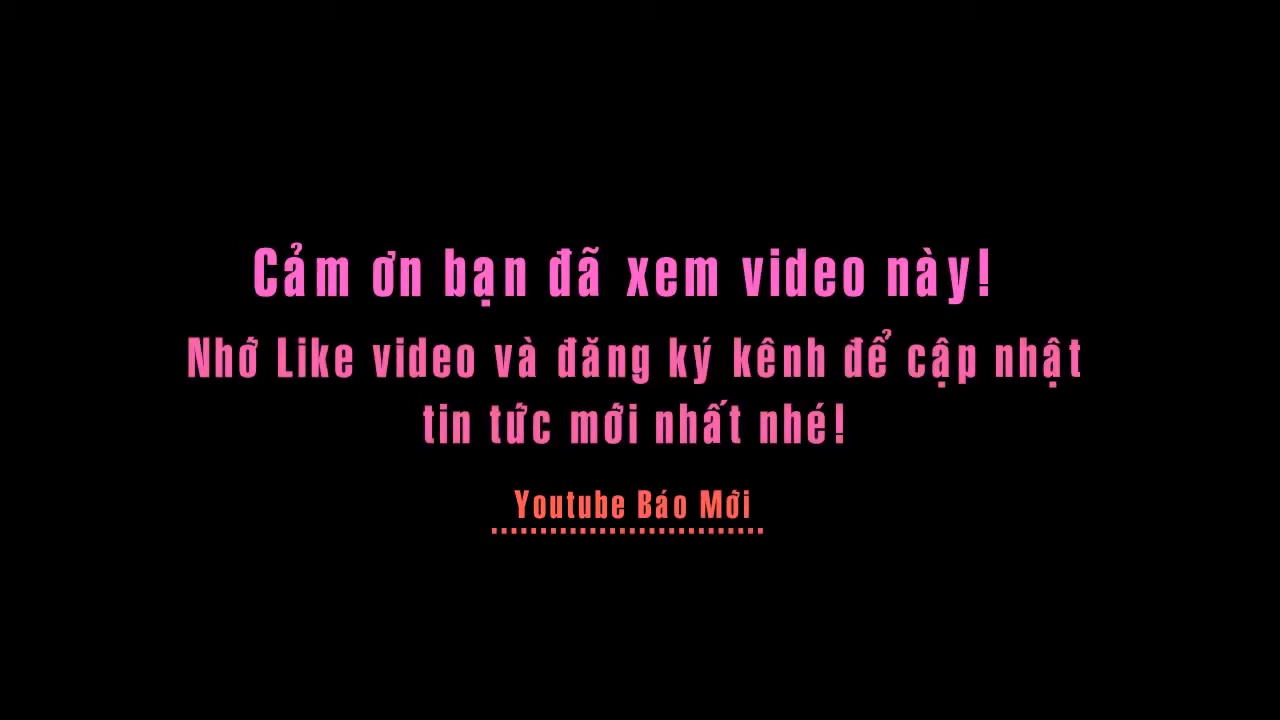 Cảm ơn bạn đã xem video này!
Nhớ Like video và đăng ký kênh để cập nhật
tin tức mới nhất nhé!
Youtube Báo Mới